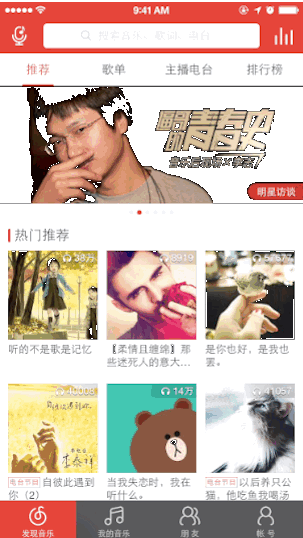 9:41 AM
搜索音乐、歌词、电台
推荐 歌单 主播电台 排行榜
青春史
明星访谈
热门推荐
38万 8919 57677
听的不是歌是记忆
〖柔情且缠绵〗那些迷死人的意大...
是你也好，是我也罢。
40008 14万
电台节目 自彼此遇到你（2）
当我失恋时，我在听什么。
电台节目 以后养只公猫，他吃鱼我喝汤
发现音乐 我的音乐 朋友 帐号